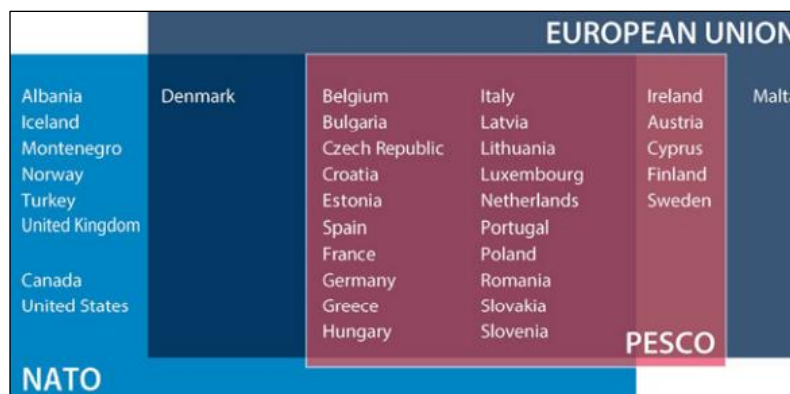 EUROPEAN UNION
Albania
Iceland
Montenegro
Norway
Turkey
United Kingdom
Canada
United States
Denmark
Belgium
Bulgaria
Czech Republic
Croatia
Estonia
Spain
France
Germany
Greece
Hungary
Italy
Latvia
Lithuania
Luxembourg
Netherlands
Portugal
Poland
Romania
Slovakia
Slovenia
Ireland
Austria
Cyprus
Finland
Sweden
Malta
PESCO
NATO